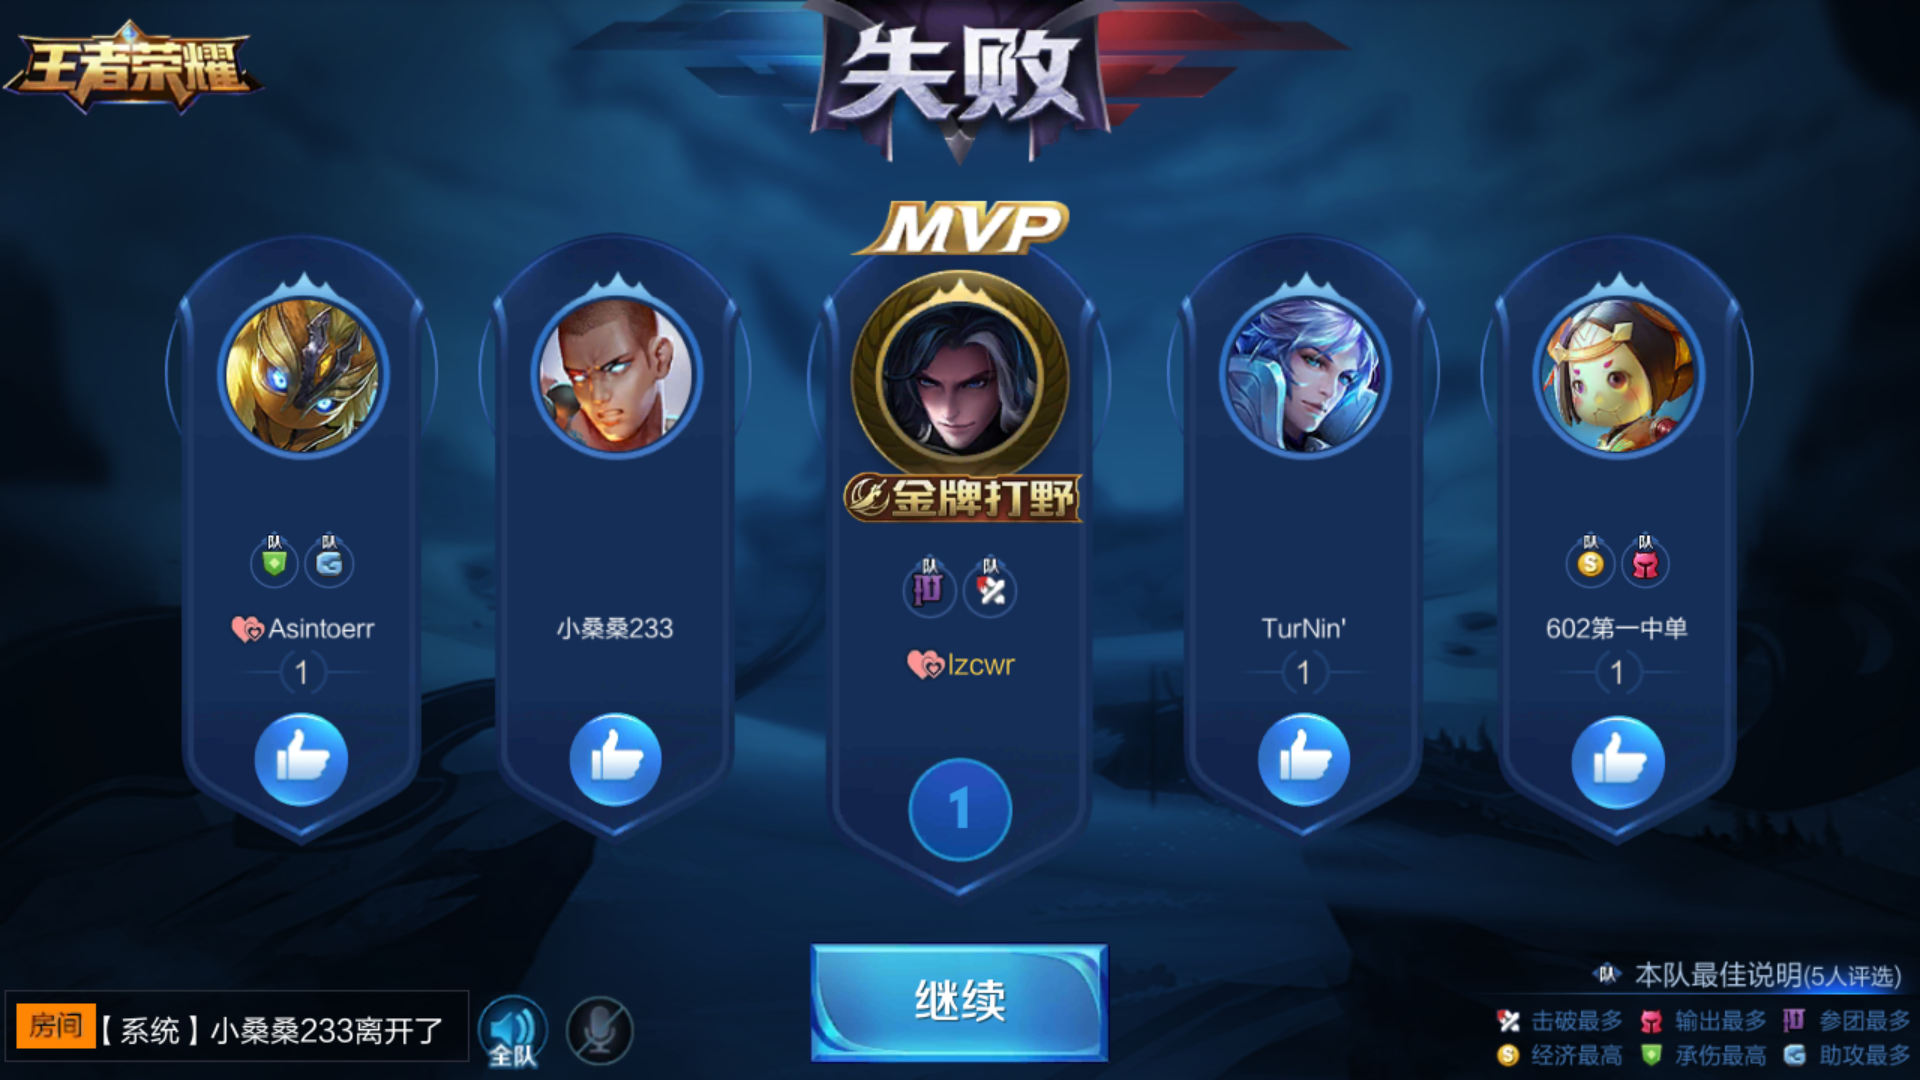 王者荣耀
失败
MVP
金牌打野
队 队
队 队
队 队
Asintoerr
小桑桑233
lzcwr
TurNin'
602第一中单
1
1
1
1
继续
房间【系统】小桑桑233离开了
全队
队 本队最佳说明(5人评选)
击破最多 输出最多 参团最多
经济最高 承伤最高 助攻最多